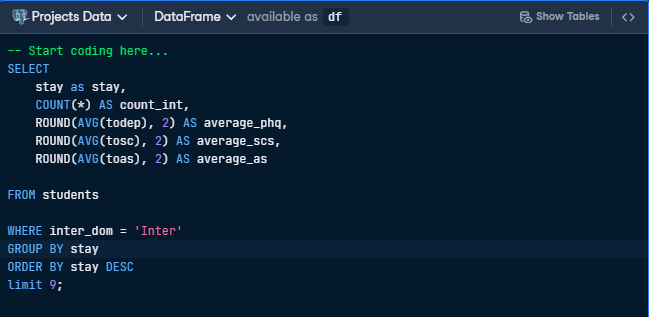 Projects Data DataFrame available as df Show Tables
-- Start coding here...
SELECT
    stay as stay,
    COUNT(*) AS count_int,
    ROUND(AVG(todep), 2) AS average_phq,
    ROUND(AVG(tosc), 2) AS average_scs,
    ROUND(AVG(toas), 2) AS average_as
FROM students
WHERE inter_dom = 'Inter'
GROUP BY stay
ORDER BY stay DESC
limit 9;